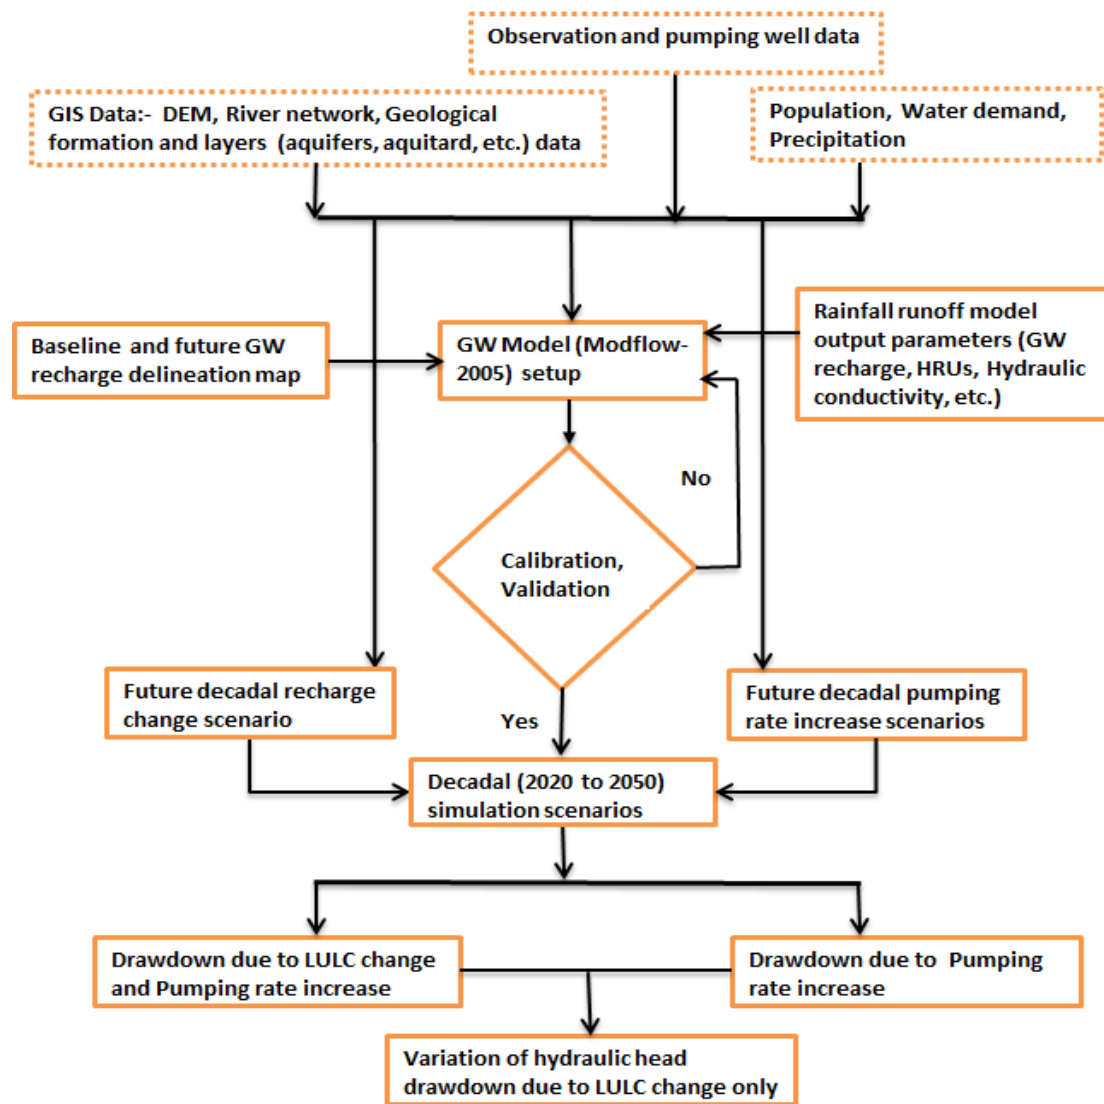 Observation and pumping well data
GIS Data:- DEM, River network, Geological
formation and layers (aquifers, aquitard, etc.) data
Population, Water demand,
Precipitation
Baseline and future GW
recharge delineation map
GW Model (Modflow-
2005) setup
Rainfall runoff model
output parameters (GW
recharge, HRUs, Hydraulic
conductivity, etc.)
No
Calibration,
Validation
Future decadal recharge
change scenario
Yes
Future decadal pumping
rate increase scenarios
Decadal (2020 to 2050)
simulation scenarios
Drawdown due to LULC change
and Pumping rate increase
Drawdown due to Pumping
rate increase
Variation of hydraulic head
drawdown due to LULC change only